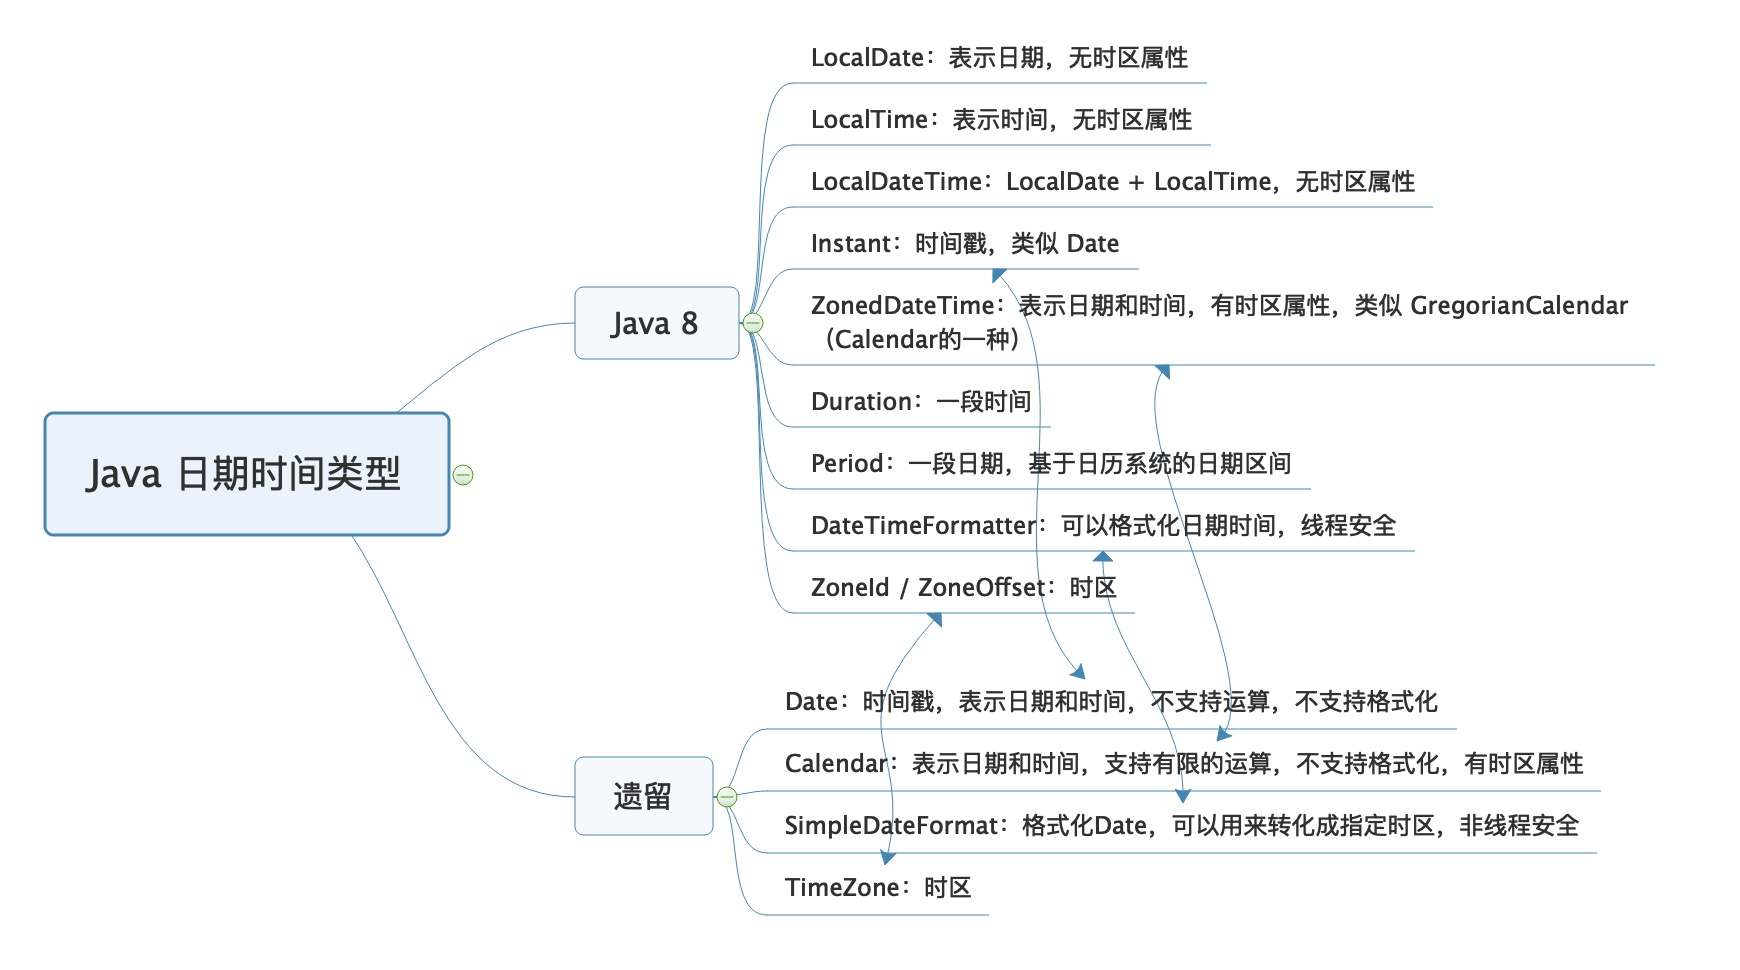 Java 日期时间类型
Java 8
LocalDate：表示日期，无时区属性
LocalTime：表示时间，无时区属性
LocalDateTime：LocalDate + LocalTime，无时区属性
Instant：时间戳，类似 Date
ZonedDateTime：表示日期和时间，有时区属性，类似 GregorianCalendar
（Calendar的一种）
Duration：一段时间
Period：一段日期，基于日历系统的日期区间
DateTimeFormatter：可以格式化日期时间，线程安全
ZoneId / ZoneOffset：时区
遗留
Date：时间戳，表示日期和时间，不支持运算，不支持格式化
Calendar：表示日期和时间，支持有限的运算，不支持格式化，有时区属性
SimpleDateFormat：格式化Date，可以用来转化成指定时区，非线程安全
TimeZone：时区